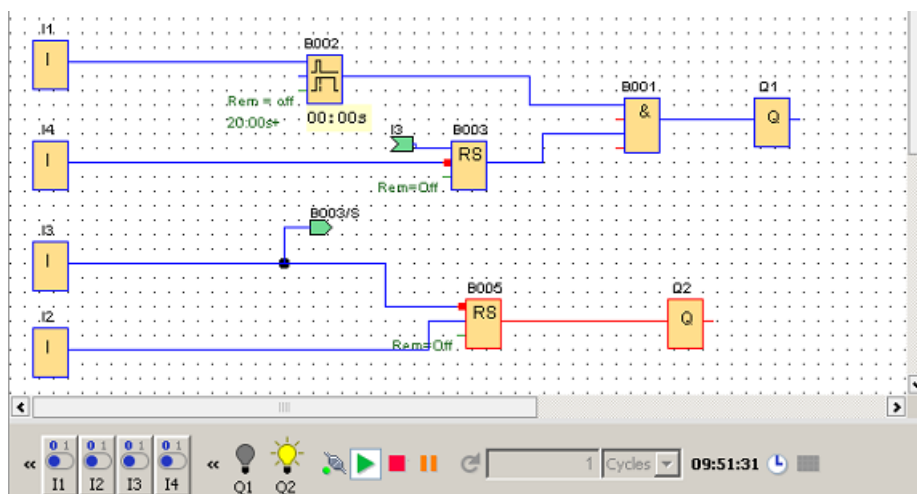 I1
B002
I
B001
Q1
Rem = off
&
Q
20:00s+
00:00s
I4
I3
B003
I
RS
Rem=Off
B003/S
I3
I
B005
Q2
I2
RS
Q
I
Rem=Off
« 0 1 0 1 0 1 0 1 « 1 Cycles 09:51:31
I1 I2 I3 I4 Q1 Q2